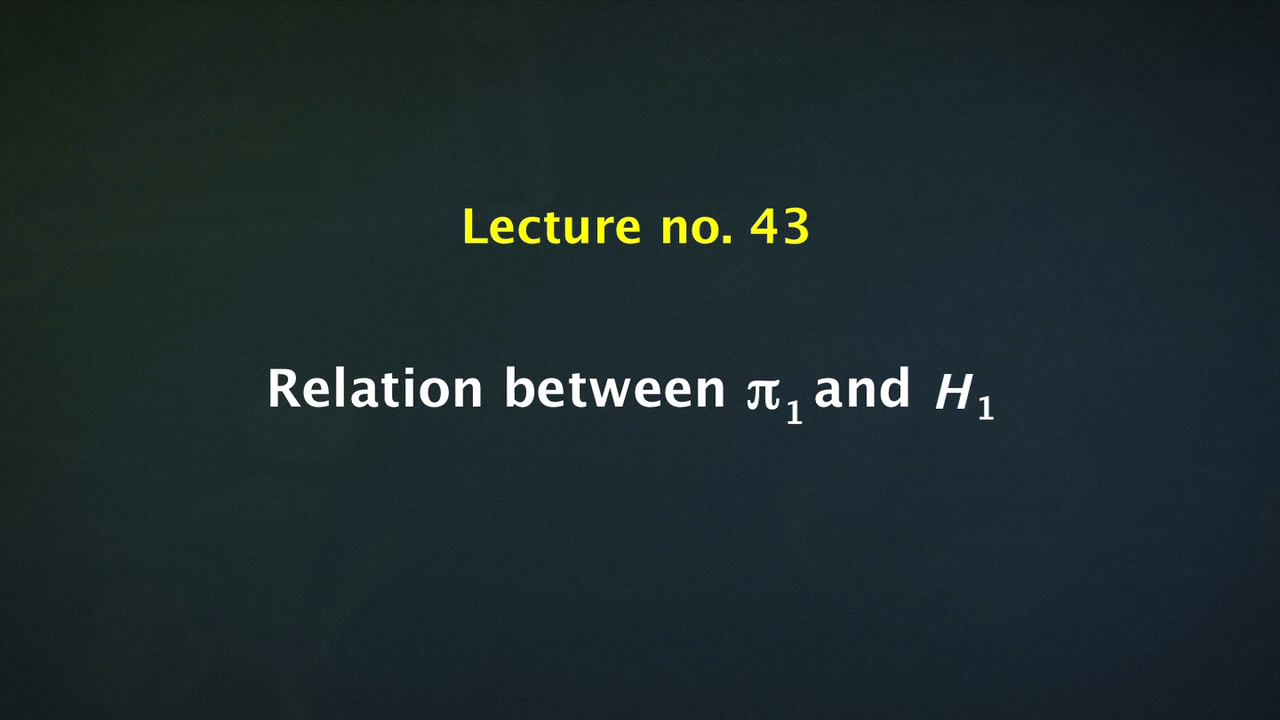 Lecture no. 43
Relation between π₁ and H₁